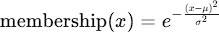 membership(x) = e^{-\frac{(x-\mu)^2}{\sigma^2}}